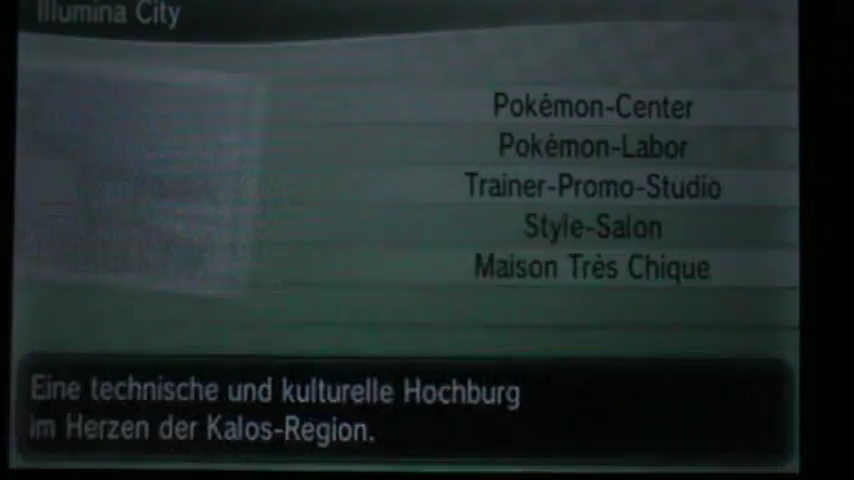 Illumina City
Pokémon-Center
Pokémon-Labor
Trainer-Promo-Studio
Style-Salon
Maison Très Chique
Eine technische und kulturelle Hochburg
im Herzen der Kalos-Region.